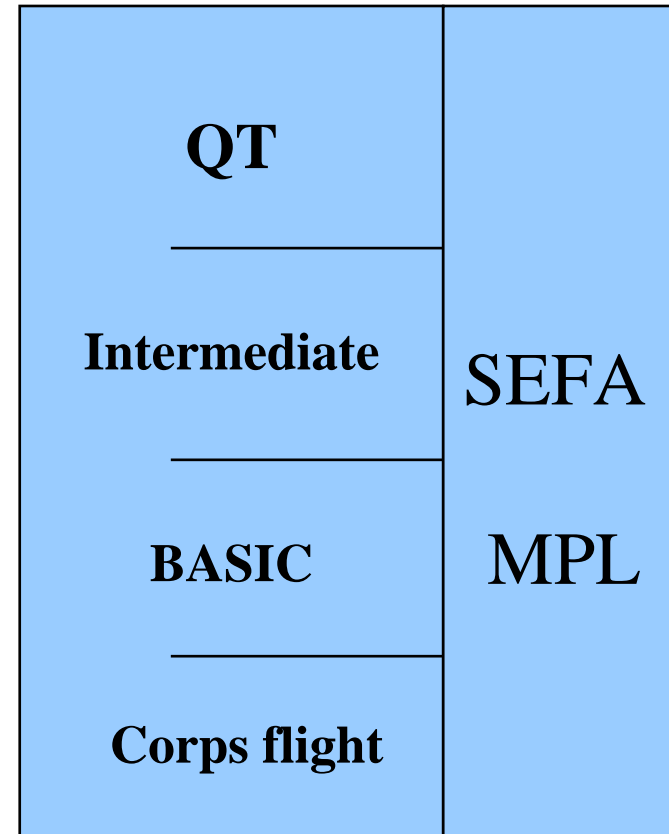 QT
Intermediate
BASIC
Corps flight
SEFA
MPL